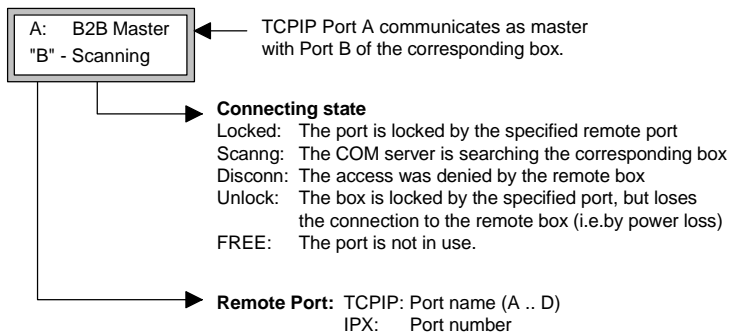 A: B2B Master
"B" - Scanning
TCPIP Port A communicates as master
with Port B of the corresponding box.
Connecting state
Locked: The port is locked by the specified remote port
Scanng: The COM server is searching the corresponding box
Disconn: The access was denied by the remote box
Unlock: The box is locked by the specified port, but loses
the connection to the remote box (i.e.by power loss)
FREE: The port is not in use.
Remote Port: TCPIP: Port name (A .. D)
IPX: Port number